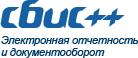 сбис++
Электронная отчетность
и документооборот